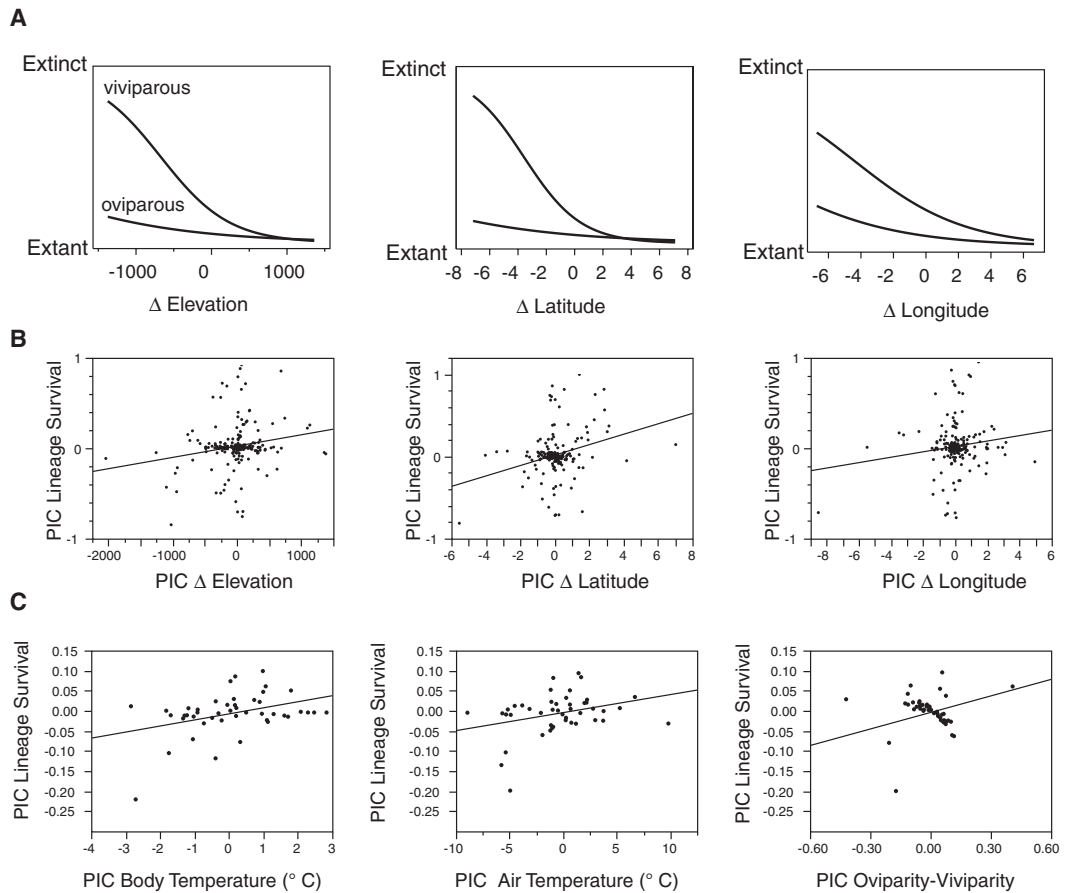 A
Extinct
viviparous
oviparous
Extant
-1000 0 1000
Δ Elevation
Extinct
Extant
-8 -6 -4 -2 0 2 4 6 8
Δ Latitude
Extinct
Extant
-6 -4 -2 0 2 4 6
Δ Longitude
B
PIC Lineage Survival
1
0
-1
-2000 -1000 0 1000
PIC Δ Elevation
PIC Lineage Survival
1
0
-1
-6 -4 -2 0 2 4 6 8
PIC Δ Latitude
PIC Lineage Survival
1
0
-1
-8 -6 -4 -2 0 2 4 6
PIC Δ Longitude
C
PIC Lineage Survival
0.15
0.10
0.05
0.00
-0.05
-0.10
-0.15
-0.20
-0.25
-4 -3 -2 -1 0 1 2 3
PIC Body Temperature (° C)
PIC Lineage Survival
0.15
0.10
0.05
0.00
-0.05
-0.10
-0.15
-0.20
-0.25
-10 -5 0 5 10
PIC Air Temperature (° C)
PIC Lineage Survival
0.15
0.10
0.05
0.00
-0.05
-0.10
-0.15
-0.20
-0.25
-0.60 -0.30 0.00 0.30 0.60
PIC Oviparity-Viviparity